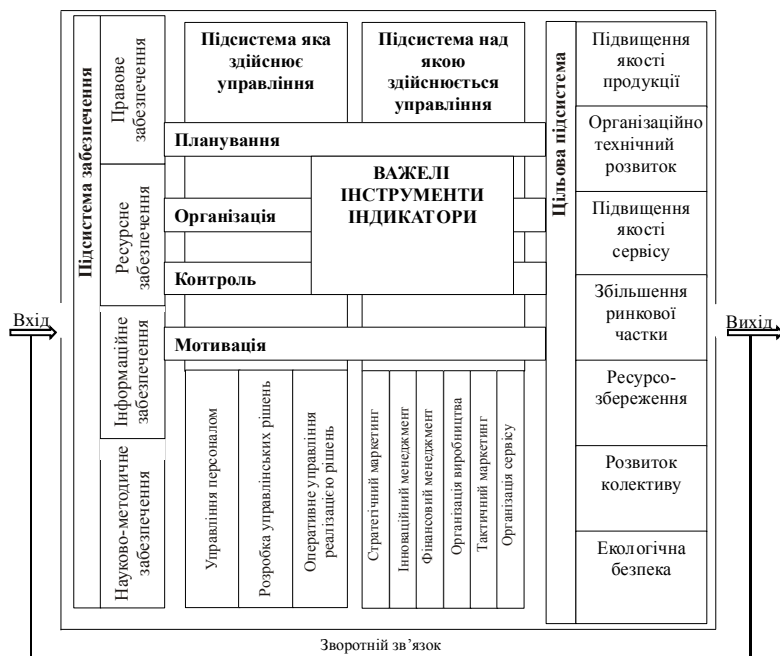 Підсистема забезпечення
Правове
забезпечення
Ресурсне
забезпечення
Інформаційне
забезпечення
Науково-методичне
забезпечення
Підсистема яка
здійснює
управління
Підсистема над
якою
здійснюється
управління
Планування
ВАЖЕЛІ
ІНСТРУМЕНТИ
ІНДИКАТОРИ
Організація
Контроль
Мотивація
Управління персоналом
Розробка управлінських рішень
Оперативне управління
реалізацією рішень
Стратегічний маркетинг
Інноваційний менеджмент
Фінансовий менеджмент
Організація виробництва
Тактичний маркетинг
Організація сервісу
Цільова підсистема
Підвищення
якості
продукції
Організаційно
технічний
розвиток
Підвищення
якості
сервісу
Збільшення
ринкової
частки
Ресурсо-
збереження
Розвиток
колективу
Екологічна
безпека
Вхід
Вихід
Зворотній зв’язок